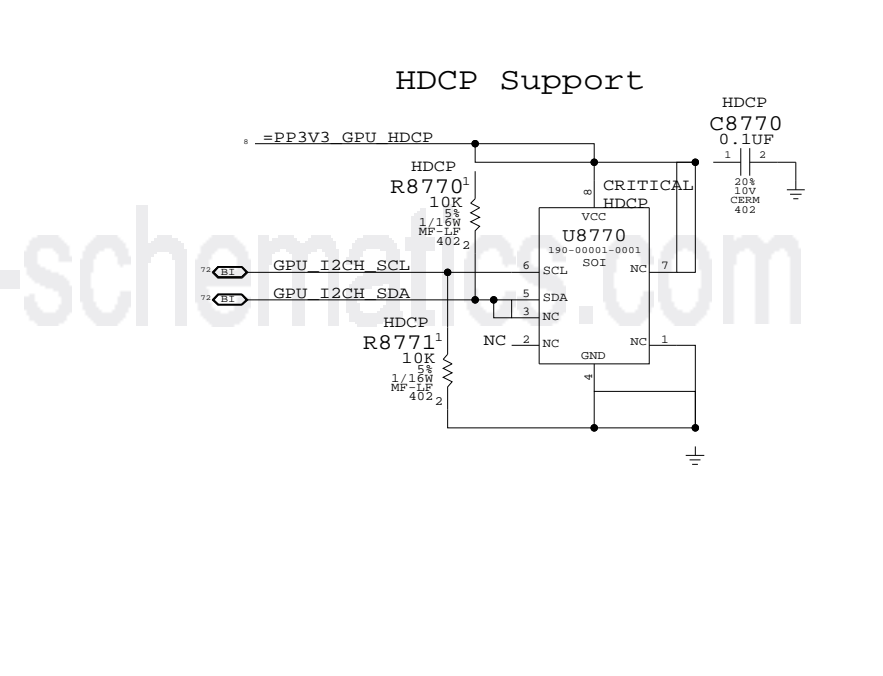 HDCP Support
HDCP
C8770
0.1UF
1 2
20%
10V
CERM
402
8 =PP3V3_GPU_HDCP
HDCP
R8770 1
10K
5%
1/16W
MF-LF
402 2
8
CRITICAL
HDCP
VCC
U8770
190-00001-0001
SOI
72 BI GPU_I2CH_SCL 6 SCL NC 7
72 BI GPU_I2CH_SDA 5 SDA
3 NC
HDCP
R8771 1
10K
5%
1/16W
MF-LF
402 2
NC 2 NC NC 1
GND
4
-schematics.com